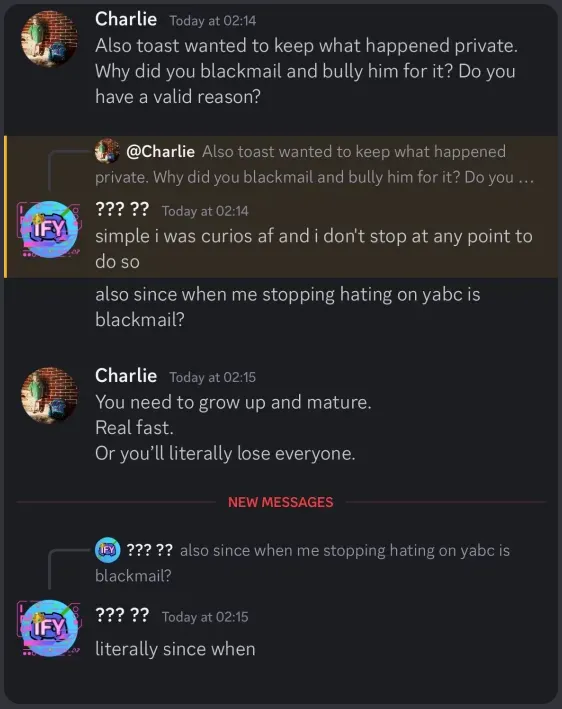 Charlie Today at 02:14
Also toast wanted to keep what happened private.
Why did you blackmail and bully him for it? Do you
have a valid reason?
@Charlie Also toast wanted to keep what happened
private. Why did you blackmail and bully him for it? Do you ...
IFY
??? ?? Today at 02:14
simple i was curios af and i don't stop at any point to
do so
also since when me stopping hating on yabc is
blackmail?
Charlie Today at 02:15
You need to grow up and mature.
Real fast.
Or you’ll literally lose everyone.
NEW MESSAGES
IFY ??? ?? also since when me stopping hating on yabc is
blackmail?
IFY
??? ?? Today at 02:15
literally since when